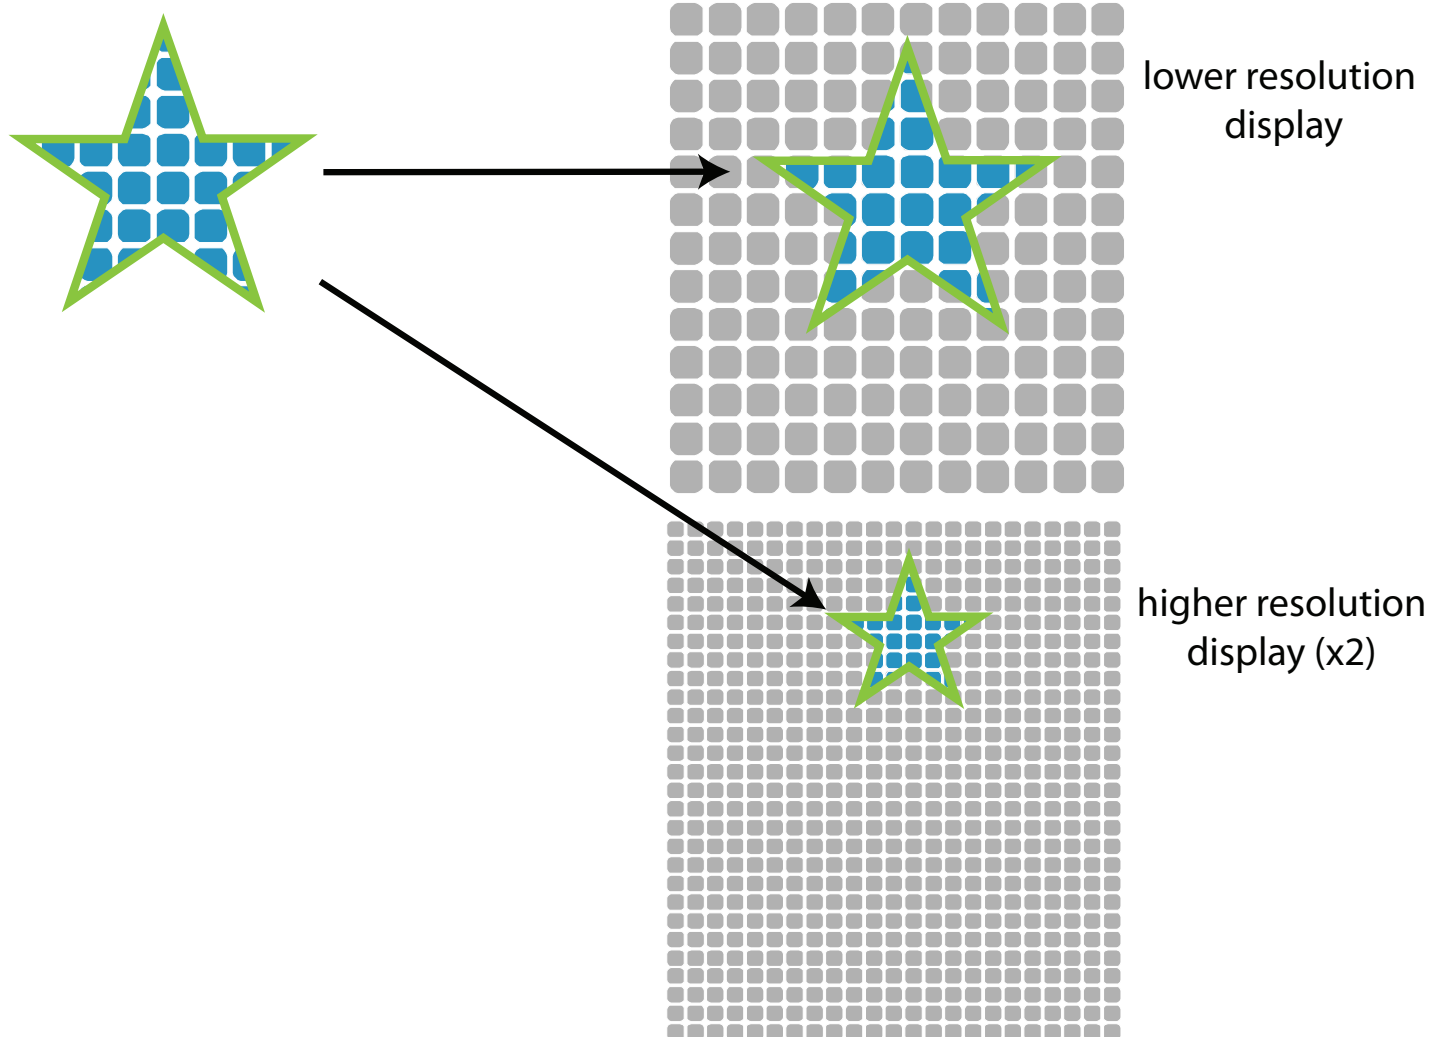 lower resolution
display
higher resolution
display (x2)